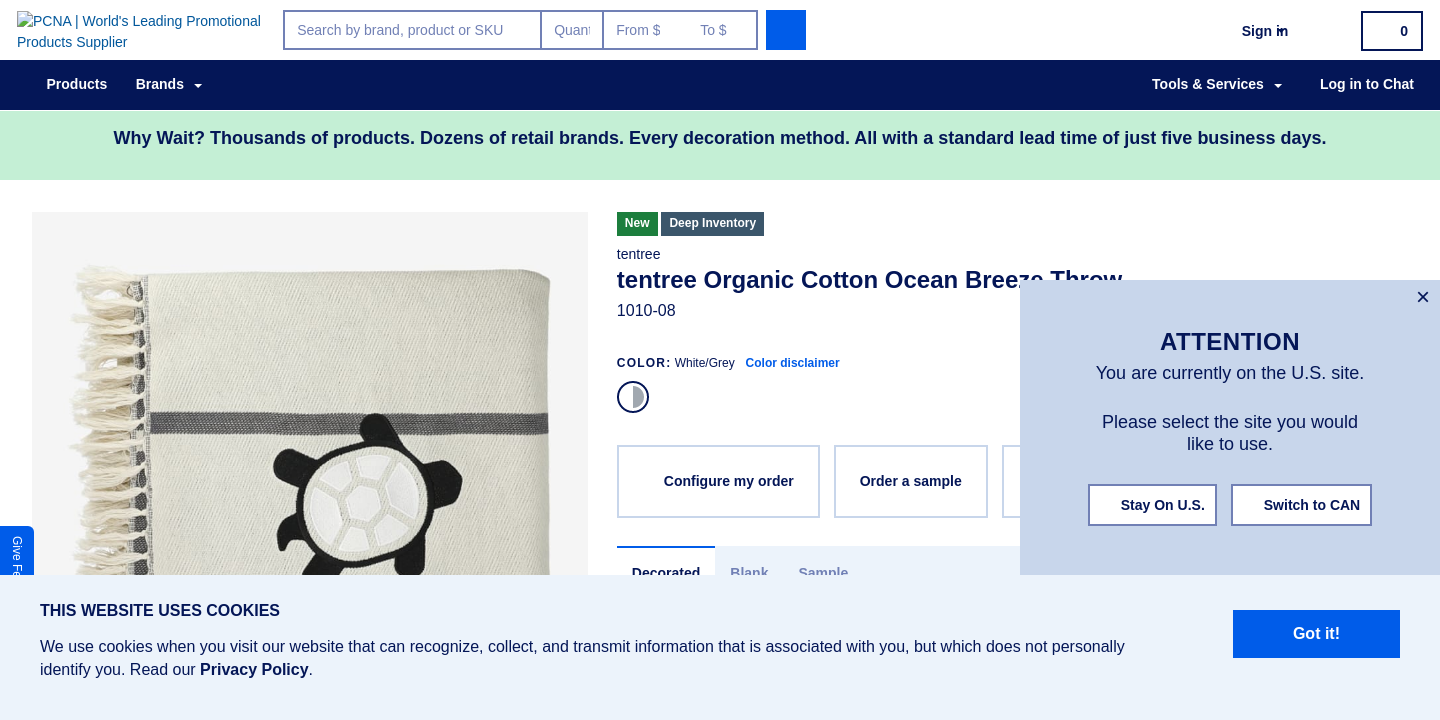 PCNA | World's Leading Promotional
Products Supplier
Search by brand, product or SKU
Quant
From $
To $
Sign in
0
Products
Brands
Tools & Services
Log in to Chat
Why Wait? Thousands of products. Dozens of retail brands. Every decoration method. All with a standard lead time of just five business days.
New
Deep Inventory
tentree
tentree Organic Cotton Ocean Breeze Throw
1010-08
COLOR: White/Grey Color disclaimer
Configure my order
Order a sample
Decorated
Blank
Sample
×
ATTENTION
You are currently on the U.S. site.
Please select the site you would
like to use.
Stay On U.S.
Switch to CAN
Give Fe
THIS WEBSITE USES COOKIES
We use cookies when you visit our website that can recognize, collect, and transmit information that is associated with you, but which does not personally
identify you. Read our Privacy Policy.
Got it!